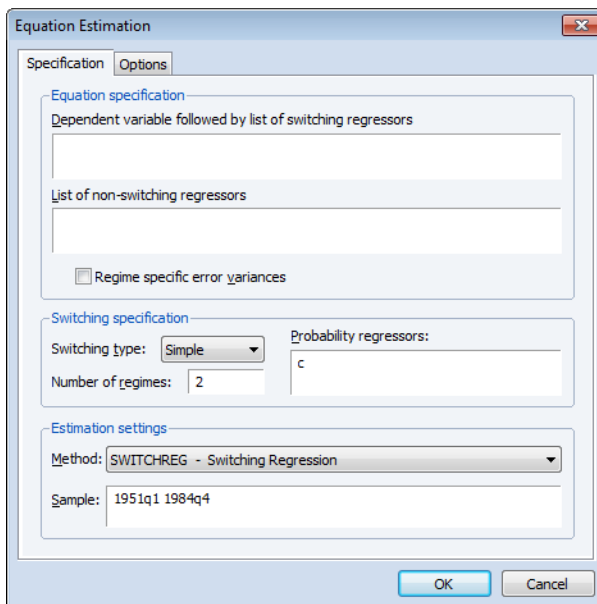 Equation Estimation
Specification
Options
Equation specification
Dependent variable followed by list of switching regressors
List of non-switching regressors
Regime specific error variances
Switching specification
Switching type: Simple
Number of regimes: 2
Probability regressors:
c
Estimation settings
Method: SWITCHREG - Switching Regression
Sample: 1951q1 1984q4
OK
Cancel